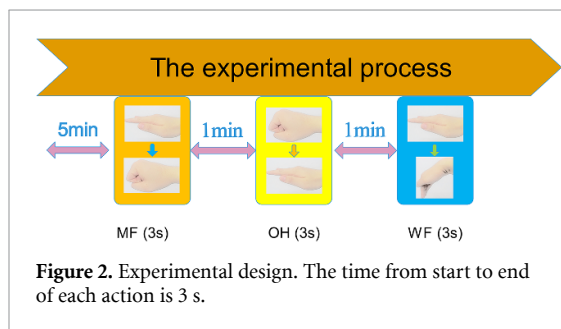 The experimental process
5min
1min
1min
MF (3s)
OH (3s)
WF (3s)
Figure 2. Experimental design. The time from start to end
of each action is 3 s.